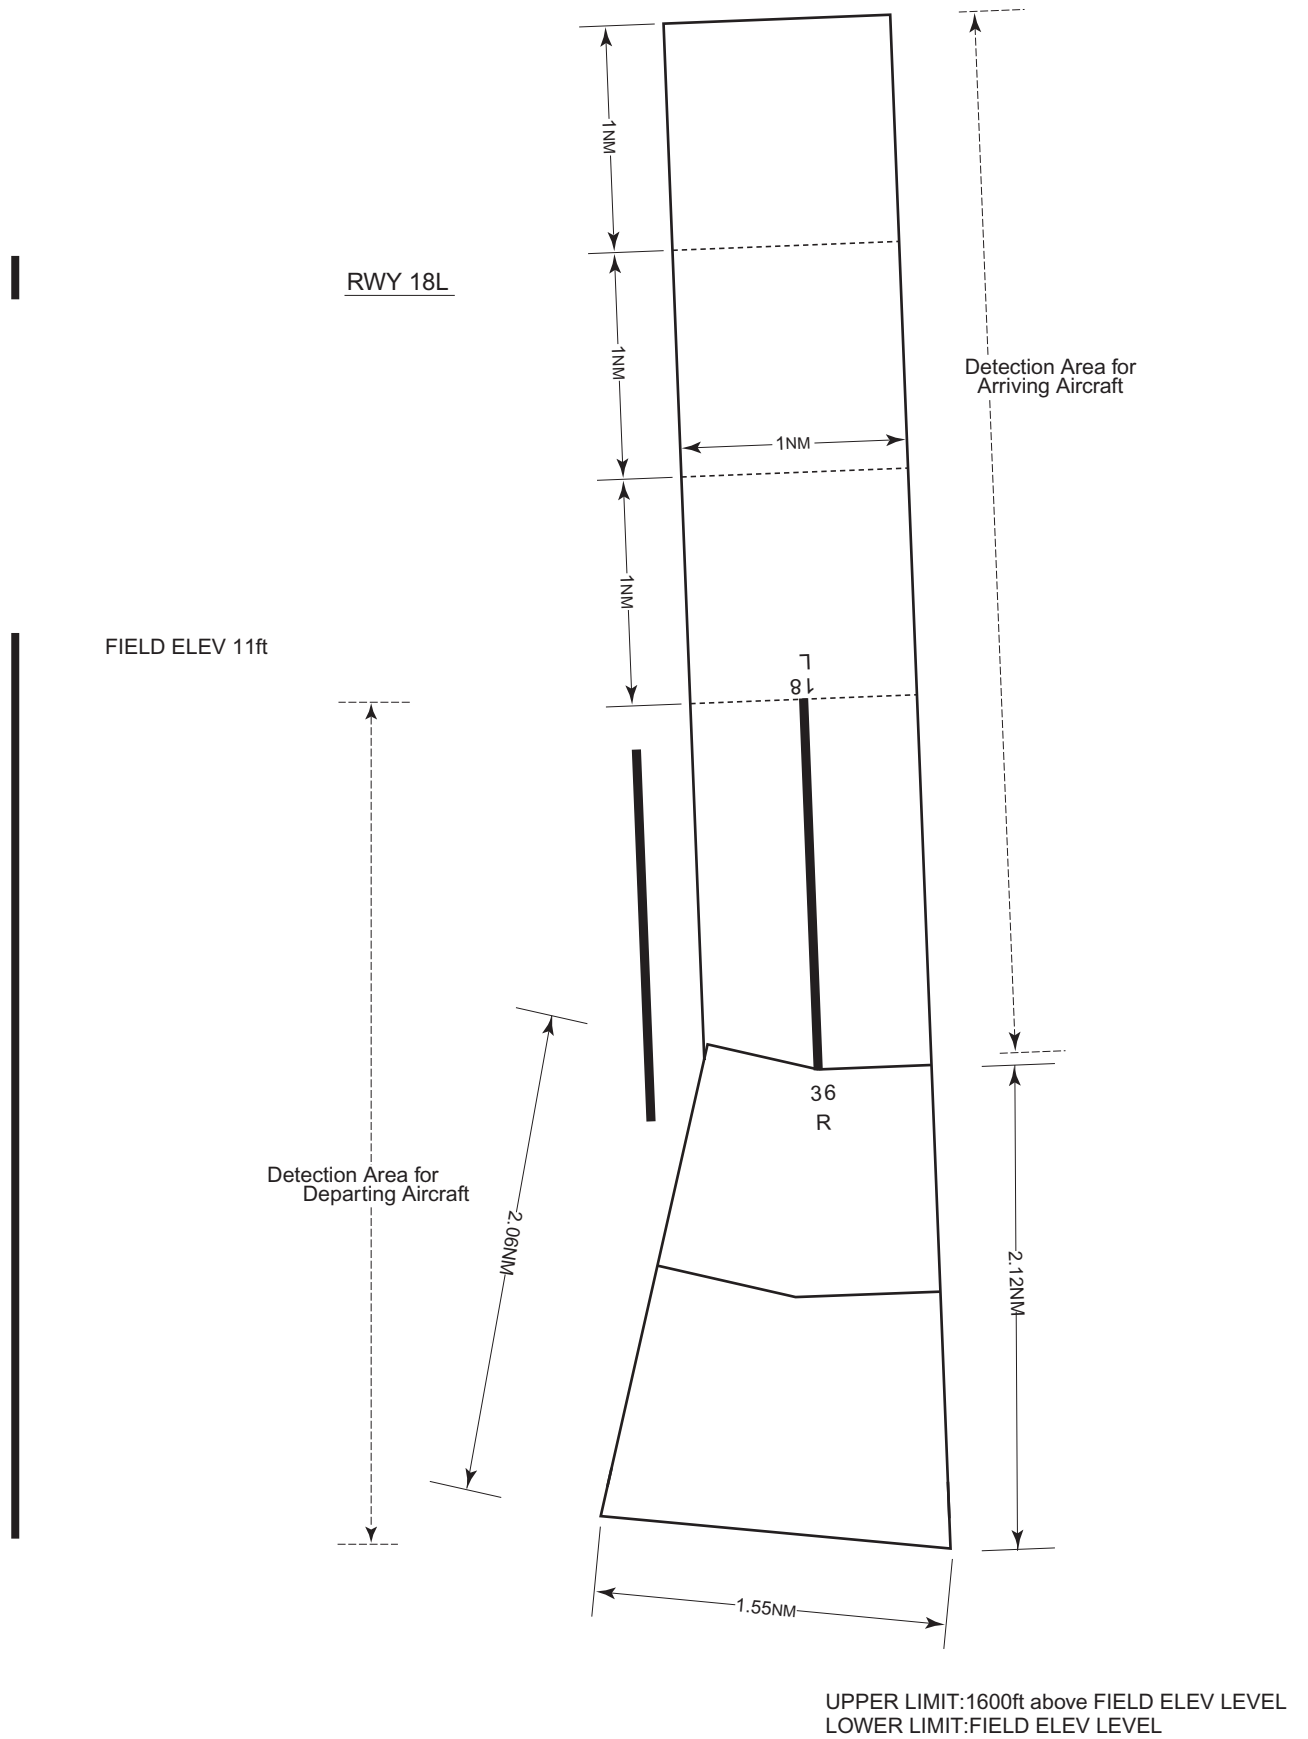 1NM
RWY 18L
1NM
Detection Area for
Arriving Aircraft
1NM
1NM
FIELD ELEV 11ft
18
L
36
R
Detection Area for
Departing Aircraft
2.06NM
2.12NM
1.55NM
UPPER LIMIT:1600ft above FIELD ELEV LEVEL
LOWER LIMIT:FIELD ELEV LEVEL